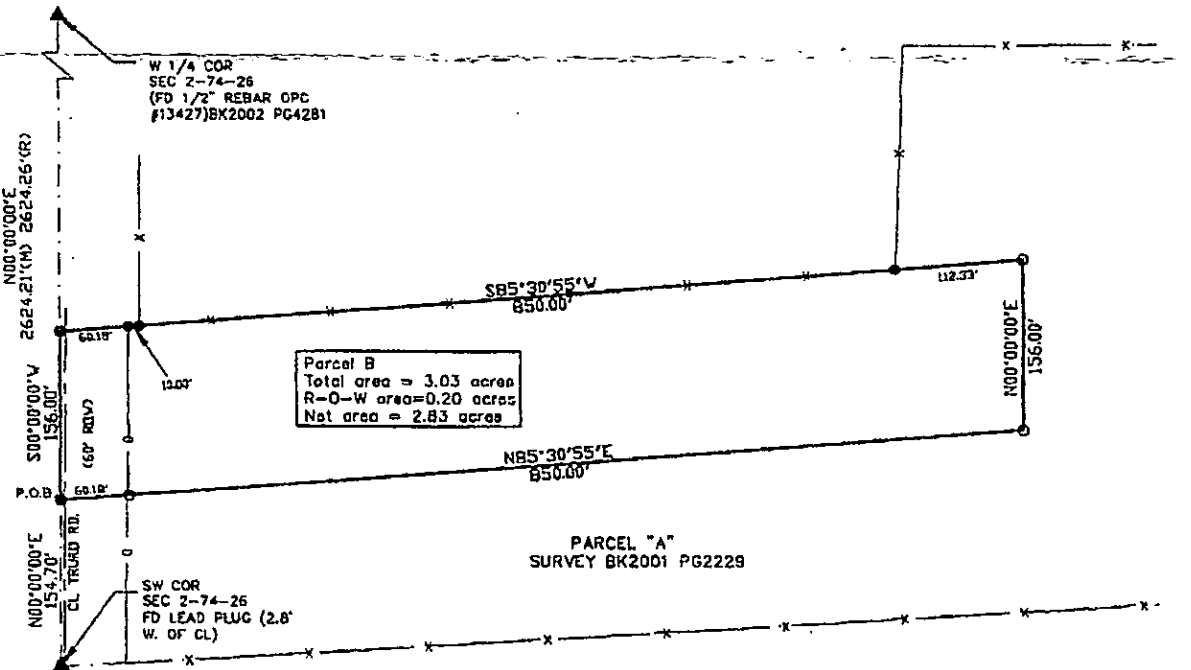 W 1/4 COR
SEC 2-74-26
(FD 1/2" REBAR OPC
#13427)BK2002 PG4281
N00°00'00"E
2624.21'(M) 2624.26'(R)
S85°30'55"W
850.00'
112.33'
60.18'
10.03'
S00°00'00"W
156.00'
(60' ROW)
Parcel B
Total area = 3.03 acres
R-O-W area=0.20 acres
Net area = 2.83 acres
N00°00'00"E
156.00'
N85°30'55"E
850.00'
P.O.B.
60.18'
N00°00'00"E
154.70'
CL TRURO RD.
PARCEL "A"
SURVEY BK2001 PG2229
SW COR
SEC 2-74-26
FD LEAD PLUG (2.8'
W. OF CL)